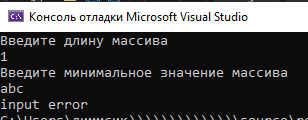 Консоль отладки Microsoft Visual Studio
Введите длину массива
1
Введите минимальное значение массива
abc
input error